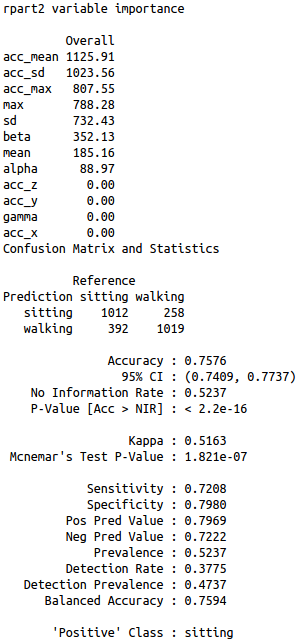 rpart2 variable importance
Overall
acc_mean 1125.91
acc_sd 1023.56
acc_max 807.55
max 788.28
sd 732.43
beta 352.13
mean 185.16
alpha 88.97
acc_z 0.00
acc_y 0.00
gamma 0.00
acc_x 0.00
Confusion Matrix and Statistics
Reference
Prediction sitting walking
sitting 1012 258
walking 392 1019
Accuracy : 0.7576
95% CI : (0.7409, 0.7737)
No Information Rate : 0.5237
P-Value [Acc > NIR] : < 2.2e-16
Kappa : 0.5163
Mcnemar's Test P-Value : 1.821e-07
Sensitivity : 0.7208
Specificity : 0.7980
Pos Pred Value : 0.7969
Neg Pred Value : 0.7222
Prevalence : 0.5237
Detection Rate : 0.3775
Detection Prevalence : 0.4737
Balanced Accuracy : 0.7594
'Positive' Class : sitting